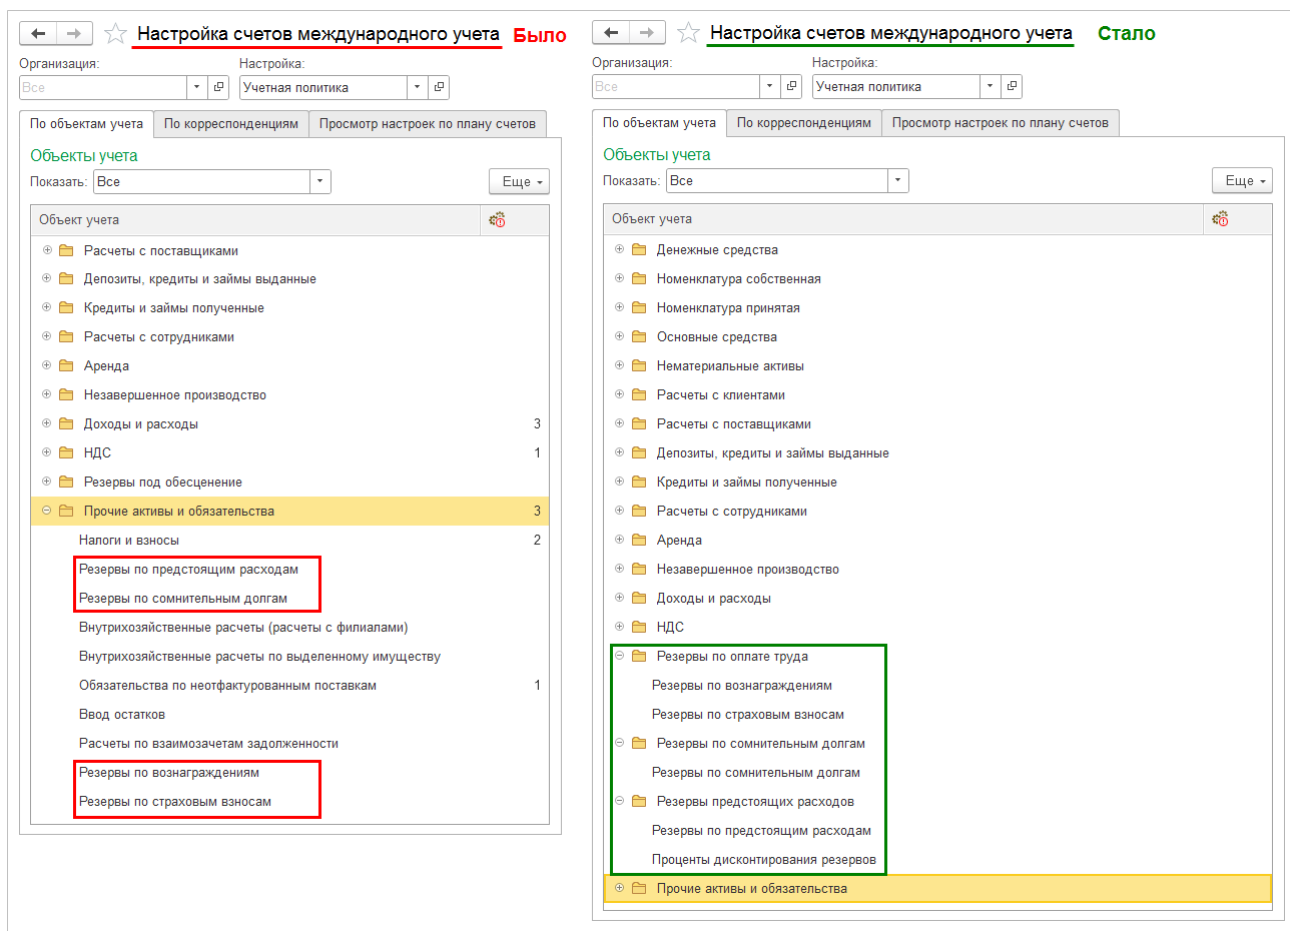 Настройка счетов международного учета Было
Организация: Настройка:
Все Учетная политика
По объектам учета По корреспонденциям Просмотр настроек по плану счетов
Объекты учета
Показать: Все Еще
Объект учета
Расчеты с поставщиками
Депозиты, кредиты и займы выданные
Кредиты и займы полученные
Расчеты с сотрудниками
Аренда
Незавершенное производство
Доходы и расходы 3
НДС 1
Резервы под обесценение
Прочие активы и обязательства 3
Налоги и взносы 2
Резервы по предстоящим расходам
Резервы по сомнительным долгам
Внутрихозяйственные расчеты (расчеты с филиалами)
Внутрихозяйственные расчеты по выделенному имуществу
Обязательства по неотфактурованным поставкам 1
Ввод остатков
Расчеты по взаимозачетам задолженности
Резервы по вознаграждениям
Резервы по страховым взносам
Настройка счетов международного учета Стало
Организация: Настройка:
Все Учетная политика
По объектам учета По корреспонденциям Просмотр настроек по плану счетов
Объекты учета
Показать: Все Еще
Объект учета
Денежные средства
Номенклатура собственная
Номенклатура принятая
Основные средства
Нематериальные активы
Расчеты с клиентами
Расчеты с поставщиками
Депозиты, кредиты и займы выданные
Кредиты и займы полученные
Расчеты с сотрудниками
Аренда
Незавершенное производство
Доходы и расходы
НДС
Резервы по оплате труда
Резервы по вознаграждениям
Резервы по страховым взносам
Резервы по сомнительным долгам
Резервы по сомнительным долгам
Резервы предстоящих расходов
Резервы по предстоящим расходам
Проценты дисконтирования резервов
Прочие активы и обязательства